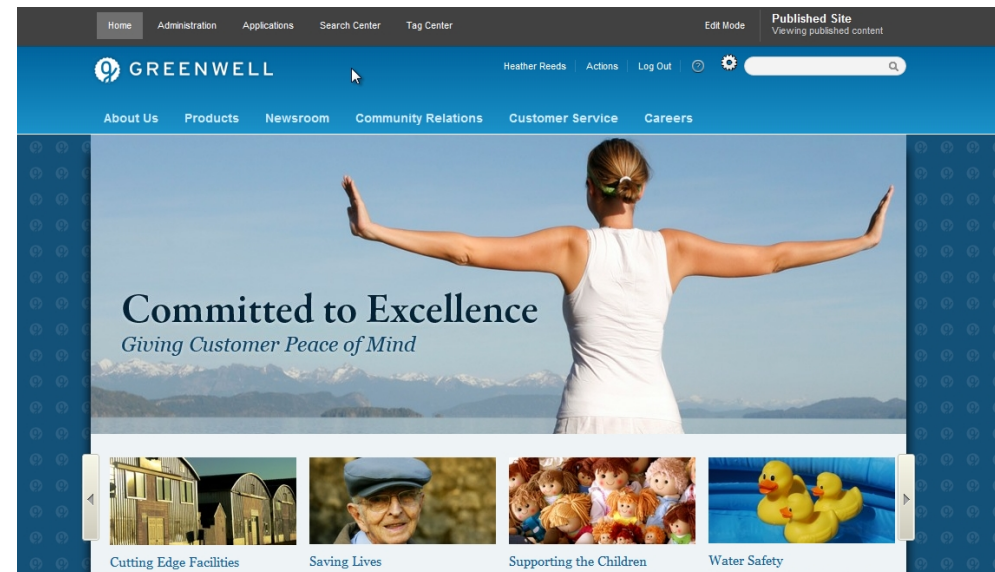 Home Administration Applications Search Center Tag Center Edit Mode Published Site
Viewing published content
GREENWELL Heather Reeds Actions Log Out ?
About Us Products Newsroom Community Relations Customer Service Careers
Committed to Excellence
Giving Customer Peace of Mind
Cutting Edge Facilities Saving Lives Supporting the Children Water Safety